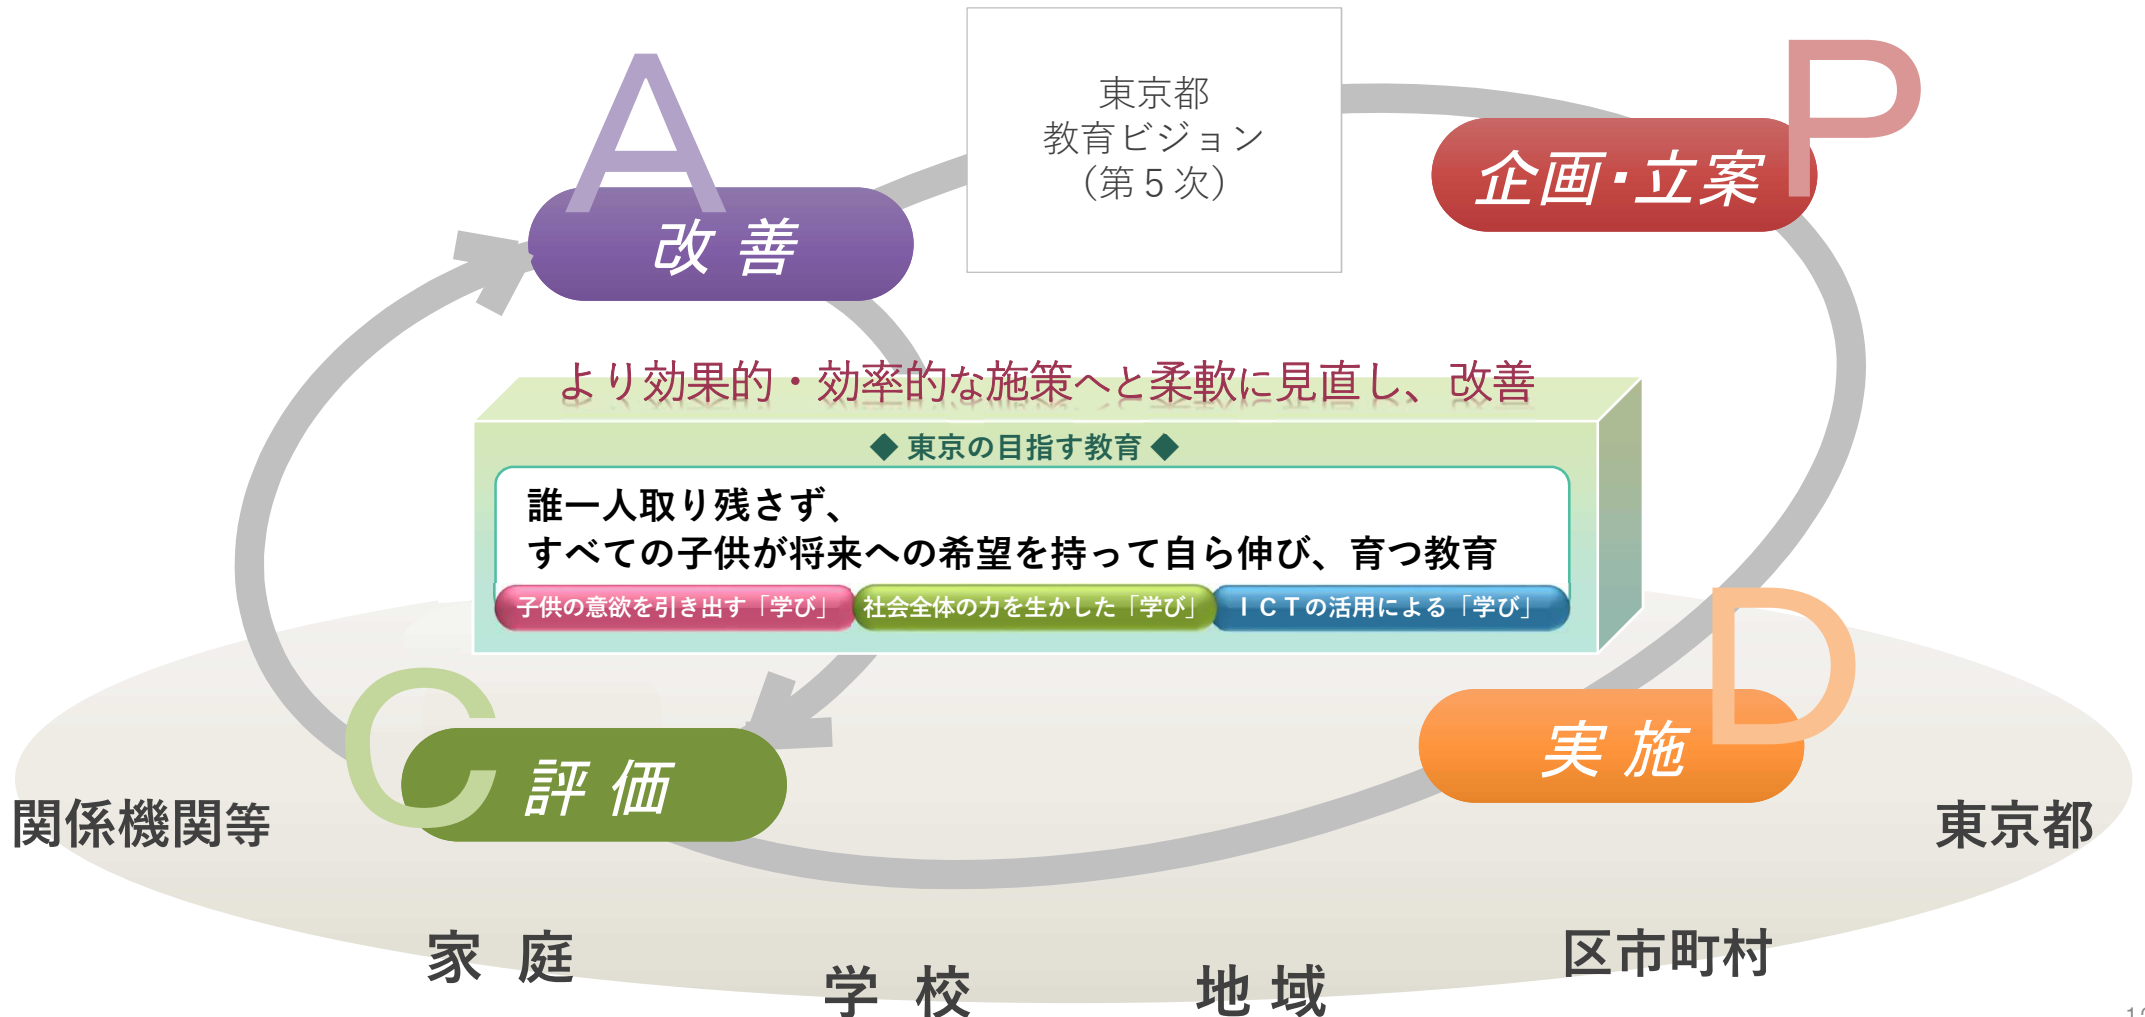 東京都
教育ビジョン
（第５次）
A
改 善
P
企画・立案
より効果的・効率的な施策へと柔軟に見直し、改善
◆ 東京の目指す教育 ◆
誰一人取り残さず、
すべての子供が将来への希望を持って自ら伸び、育つ教育
子供の意欲を引き出す「学び」
社会全体の力を生かした「学び」
ＩＣＴの活用による「学び」
C
評 価
D
実 施
関係機関等
東京都
家 庭
学 校
地 域
区市町村